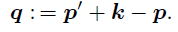 q := p′ + k − p.